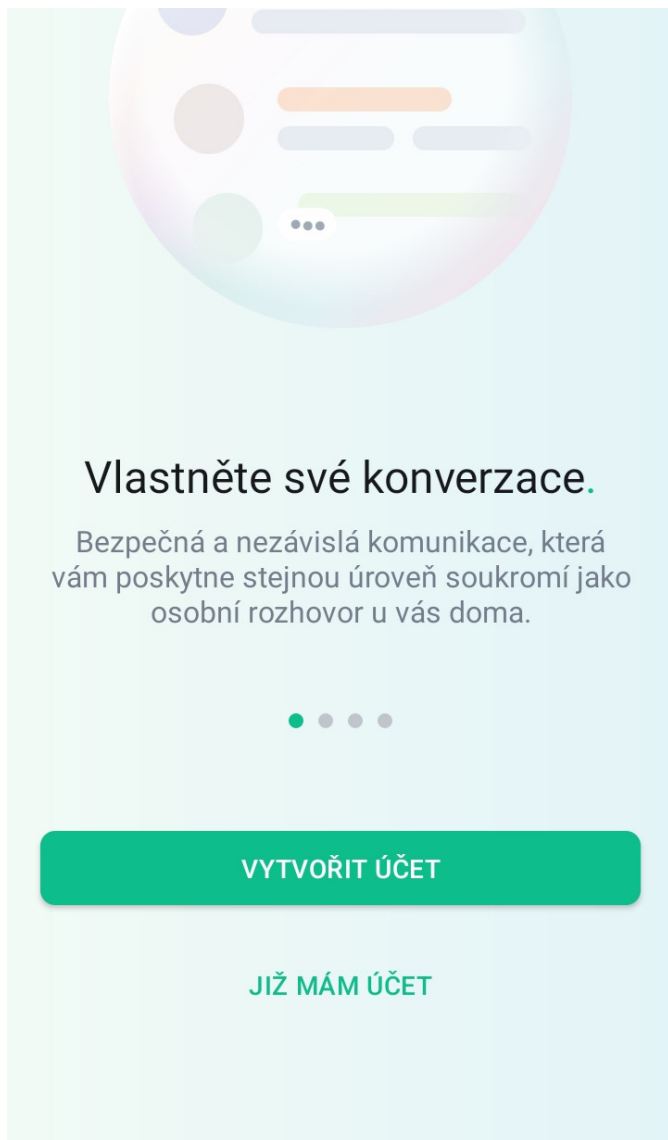 Vlastněte své konverzace.
Bezpečná a nezávislá komunikace, která
vám poskytne stejnou úroveň soukromí jako
osobní rozhovor u vás doma.
VYTVOŘIT ÚČET
JIŽ MÁM ÚČET